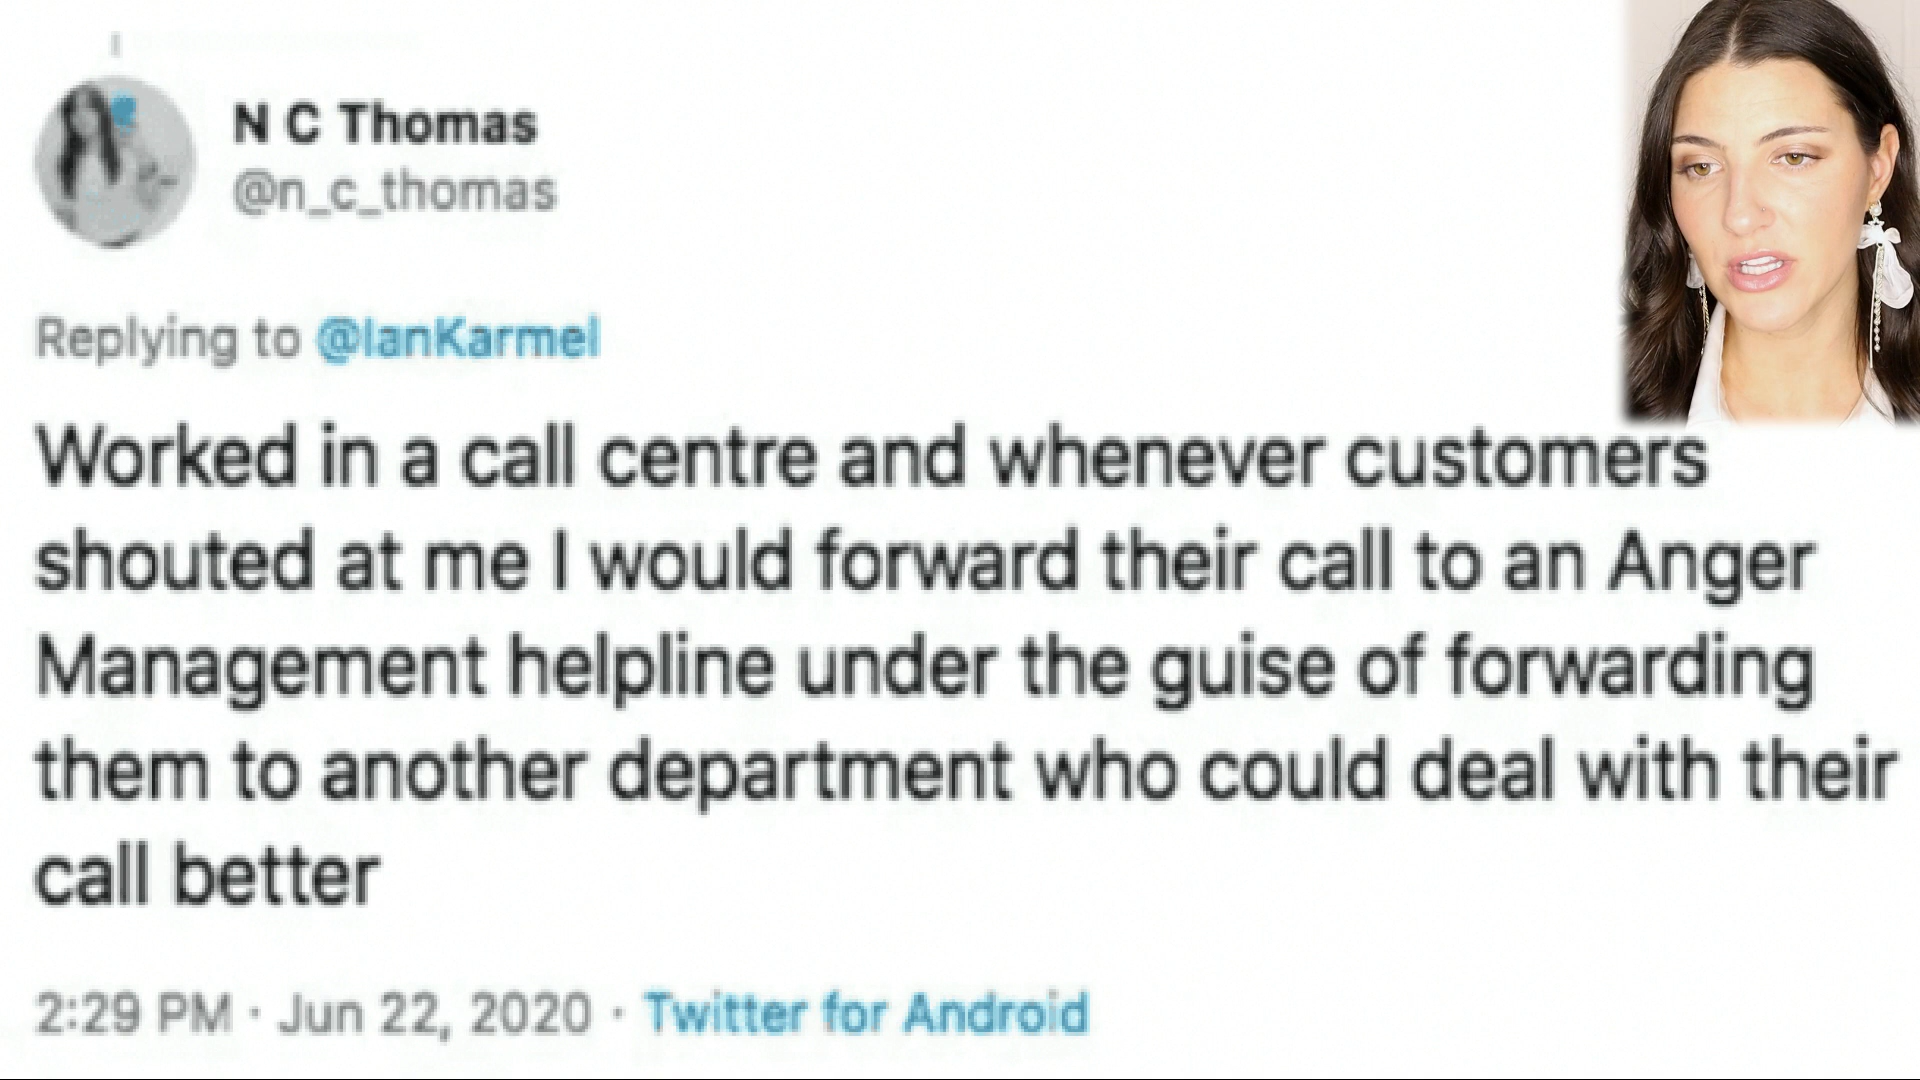 N C Thomas
@n_c_thomas
Replying to @IanKarmel
Worked in a call centre and whenever customers
shouted at me I would forward their call to an Anger
Management helpline under the guise of forwarding
them to another department who could deal with their
call better
2:29 PM · Jun 22, 2020 · Twitter for Android